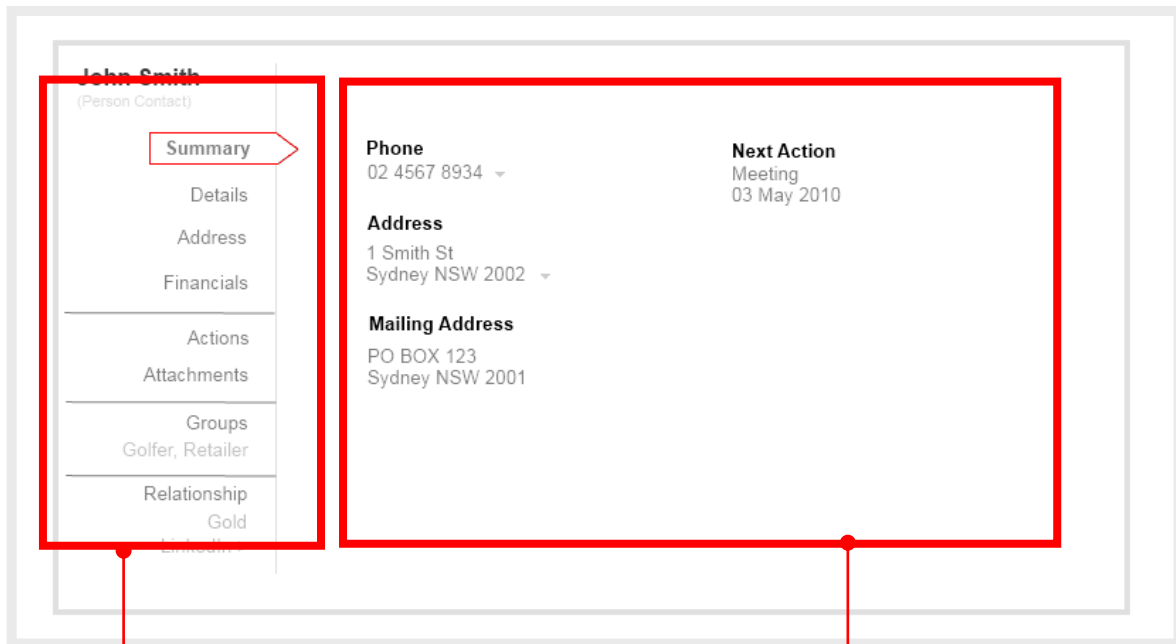 John Smith
(Person Contact)
Summary
Details
Address
Financials
Actions
Attachments
Groups
Golfer, Retailer
Relationship
Gold
LinkedIn
Phone
02 4567 8934
Address
1 Smith St
Sydney NSW 2002
Mailing Address
PO BOX 123
Sydney NSW 2001
Next Action
Meeting
03 May 2010